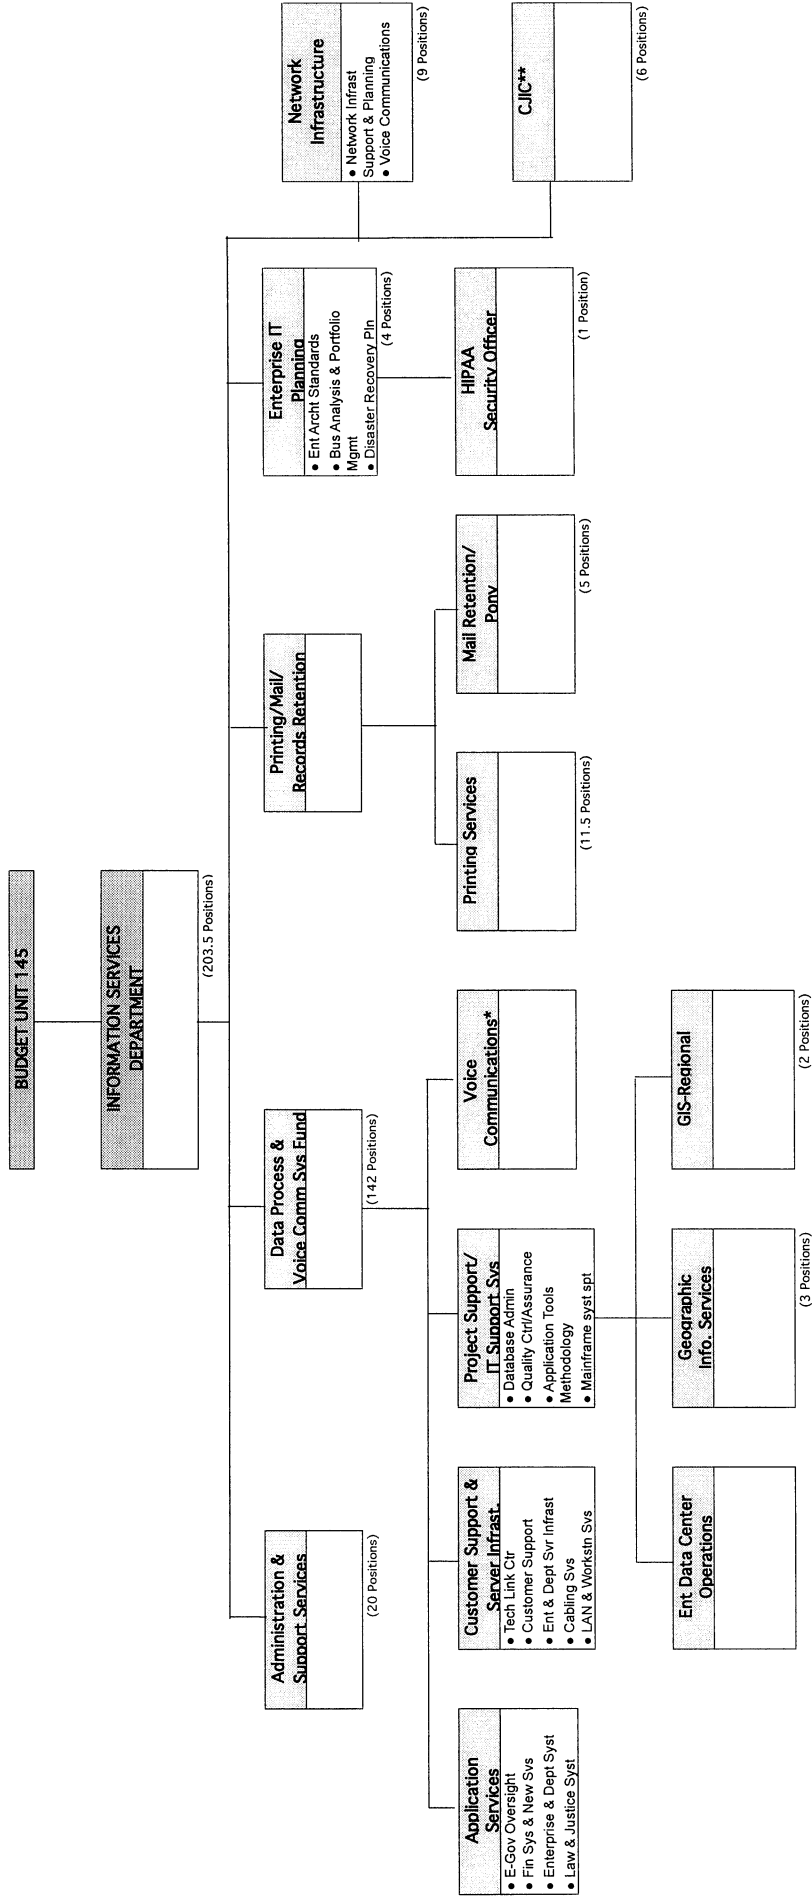 BUDGET UNIT 145
INFORMATION SERVICES
DEPARTMENT
(203.5 Positions)
Administration &
Support Services
(20 Positions)
Data Process &
Voice Comm Svs Fund
(142 Positions)
Printing/Mail/
Records Retention
Enterprise IT
Planning
● Ent Archt Standards
● Bus Analysis & Portfolio
Mgmt
● Disaster Recovery Pln
(4 Positions)
Network
Infrastructure
● Network Infrast
Support & Planning
● Voice Communications
(9 Positions)
Application
Services
● E-Gov Oversight
● Fin Sys & New Svs
● Enterprise & Dept Syst
● Law & Justice Syst
Customer Support &
Server Infrast.
● Tech Link Ctr
● Customer Support
● Ent & Dept Svr Infrast
● Cabling Svs
● LAN & Workstn Svs
Project Support/
IT Support Svs
● Database Admin
● Quality Ctrl/Assurance
● Application Tools
Methodology
● Mainframe syst spt
Voice
Communications*
Printing Services
(11.5 Positions)
Mail Retention/
Pony
(5 Positions)
HIPAA
Security Officer
(1 Position)
CJIC**
(6 Positions)
Ent Data Center
Operations
Geographic
Info. Services
(3 Positions)
GIS-Regional
(2 Positions)